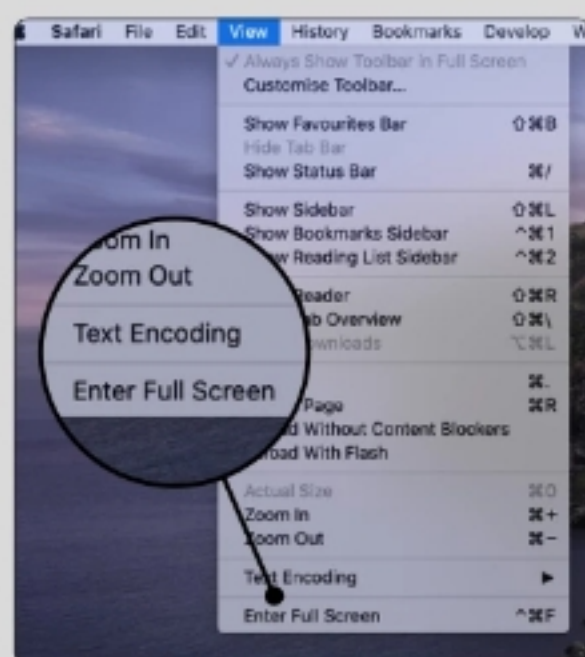 Safari File Edit View History Bookmarks Develop W
✓ Always Show Toolbar in Full Screen
Customise Toolbar...
Show Favourites Bar ⇧⌘B
Hide Tab Bar
Show Status Bar ⌘/
Show Sidebar ⇧⌘L
Show Bookmarks Sidebar ^⌘1
Show Reading List Sidebar ^⌘2
Reader ⇧⌘R
Overview ⇧⌘\
⌥⌘L
⌘.
Page ⌘R
Without Content Blockers
With Flash
Actual Size ⌘0
Zoom In ⌘+
Zoom Out ⌘-
Text Encoding ▶
Enter Full Screen ^⌘F
In
Zoom Out
Text Encoding
Enter Full Screen